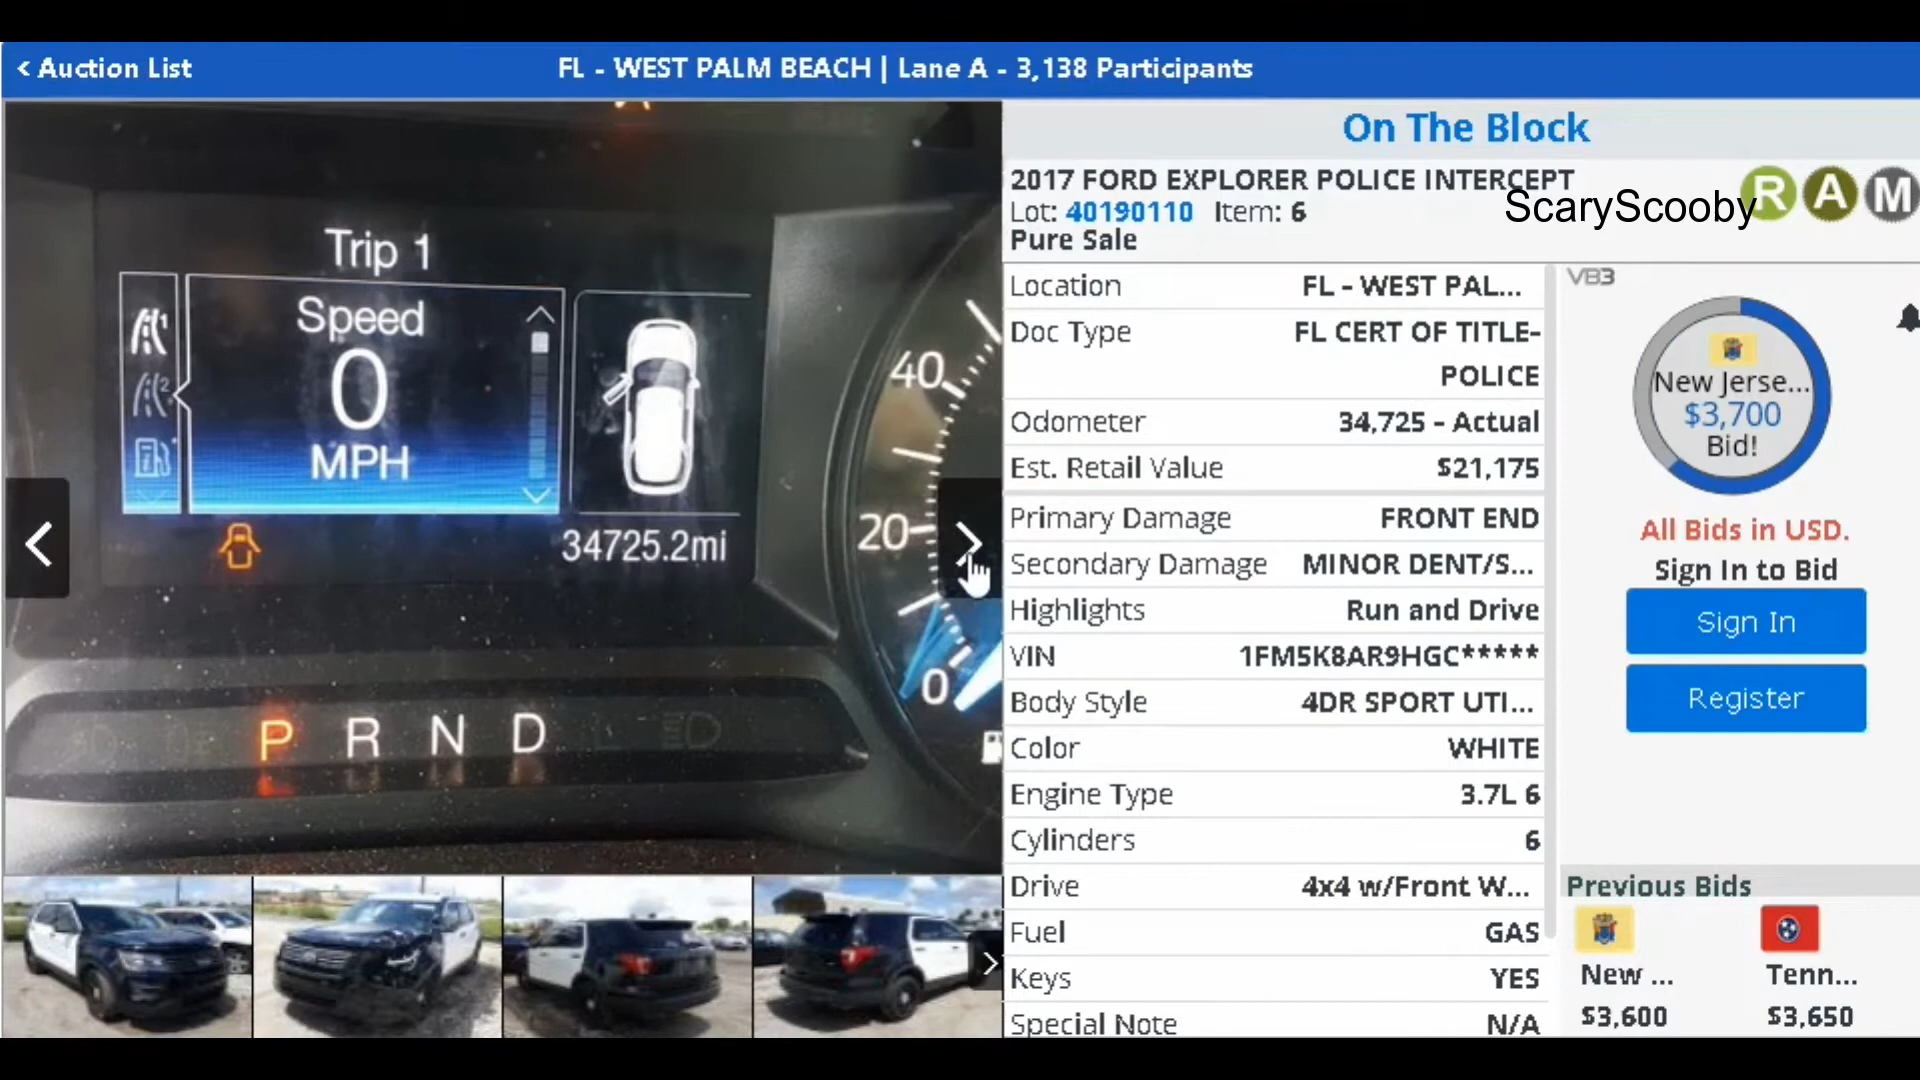 < Auction List
FL - WEST PALM BEACH | Lane A - 3,138 Participants
Trip 1
Speed
0
MPH
1
2
34725.2mi
40
20
0
P R N D L
On The Block
2017 FORD EXPLORER POLICE INTERCEPT
Lot: 40190110 Item: 6
Pure Sale
ScaryScooby
R A M
Location FL - WEST PAL...
Doc Type FL CERT OF TITLE-
POLICE
Odometer 34,725 - Actual
Est. Retail Value $21,175
Primary Damage FRONT END
Secondary Damage MINOR DENT/S...
Highlights Run and Drive
VIN 1FM5K8AR9HGC*****
Body Style 4DR SPORT UTI...
Color WHITE
Engine Type 3.7L 6
Cylinders 6
Drive 4x4 w/Front W...
Fuel GAS
Keys YES
Special Note N/A
VB3
New Jerse...
$3,700
Bid!
All Bids in USD.
Sign In to Bid
Sign In
Register
Previous Bids
New ... Tenn...
$3,600 $3,650